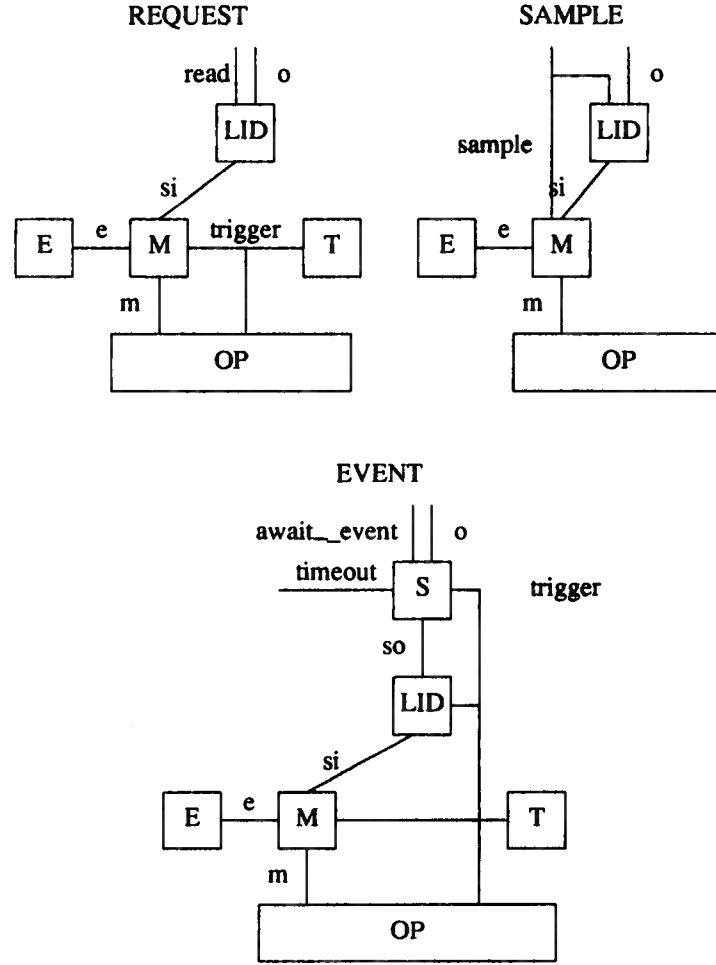 REQUEST
read
o
LID
si
E
e
M
trigger
T
m
OP
SAMPLE
o
LID
sample
si
E
e
M
m
OP
EVENT
await_event
o
timeout
S
trigger
so
LID
si
E
e
M
T
m
OP